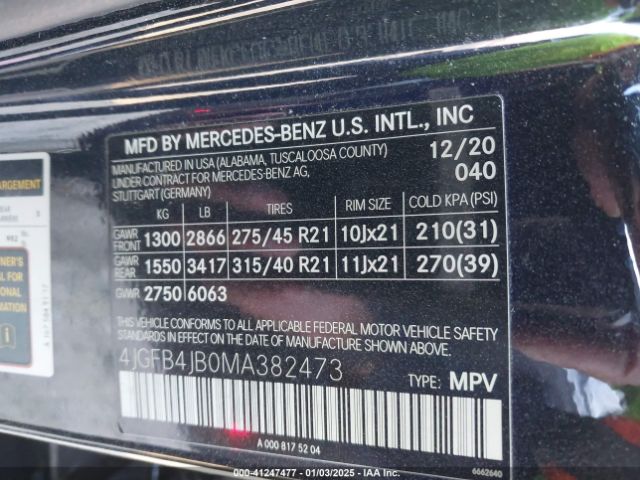 MFD BY MERCEDES-BENZ U.S. INTL., INC
MANUFACTURED IN USA (ALABAMA, TUSCALOOSA COUNTY) 12/20
UNDER CONTRACT FOR MERCEDES-BENZ AG, 040
STUTTGART (GERMANY)
KG LB TIRES RIM SIZE COLD KPA (PSI)
GAWR FRONT 1300 2866 275/45 R21 10Jx21 210(31)
GAWR REAR 1550 3417 315/40 R21 11Jx21 270(39)
GVWR 2750 6063
THIS VEHICLE CONFORMS TO ALL APPLICABLE FEDERAL MOTOR VEHICLE SAFETY
STANDARDS IN EFFECT ON THE DATE OF MANUFACTURE SHOWN ABOVE.
4JGFB4JB0MA382473
TYPE: MPV
A 000 817 52 04
6662640
ARGEMENT
000-41247477 - 01/03/2025 - IAA Inc.